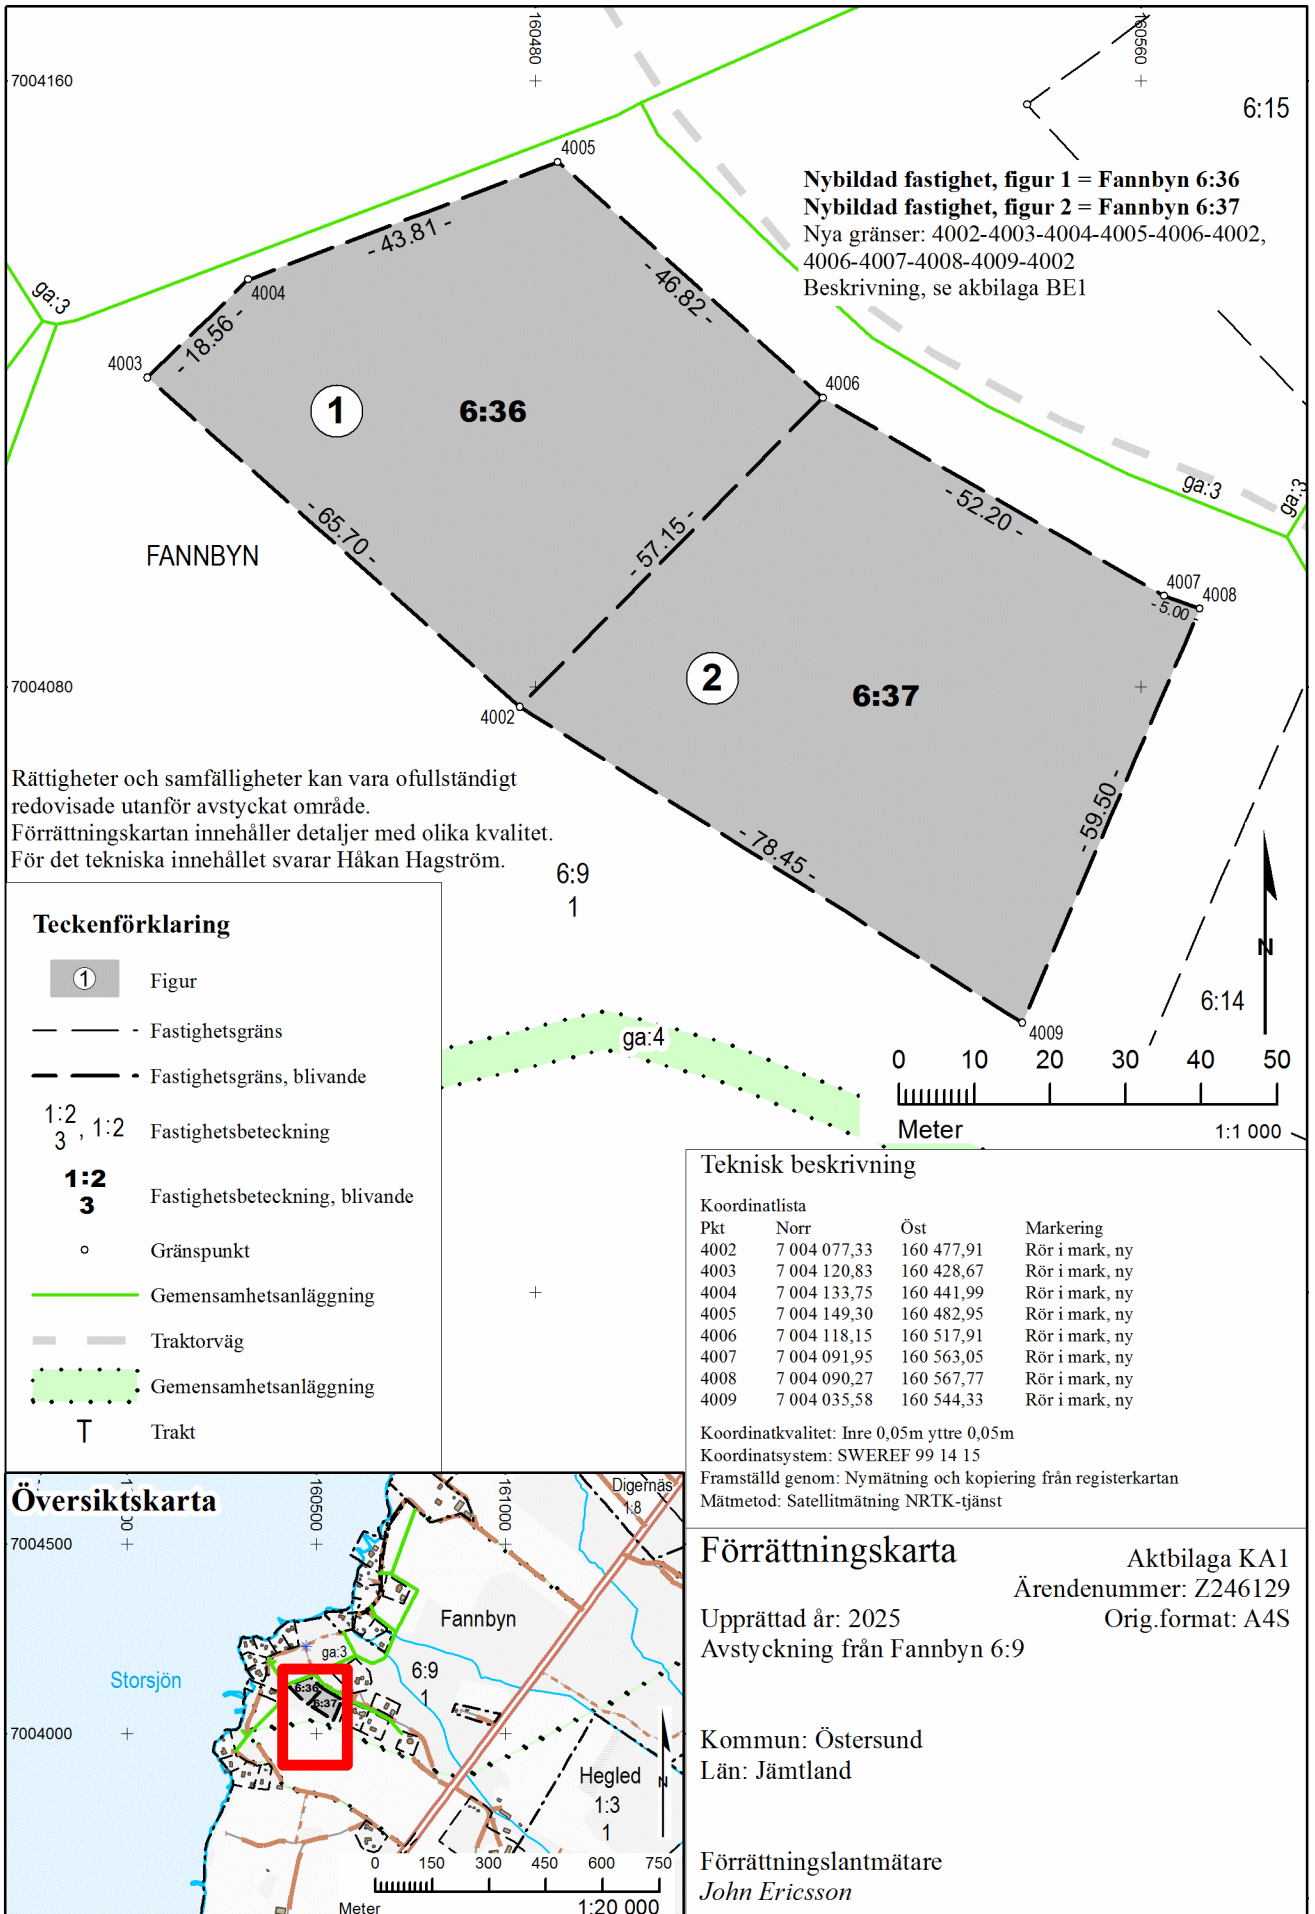 160480
160560
7004160
6:15
4005
Nybildad fastighet, figur 1 = Fannbyn 6:36
Nybildad fastighet, figur 2 = Fannbyn 6:37
Nya gränser: 4002-4003-4004-4005-4006-4002,
4006-4007-4008-4009-4002
Beskrivning, se akbilaga BE1
- 43.81 -
- 46.82 -
ga:3
4004
- 18.56 -
4003
4006
1
6:36
ga:3
ga:3
- 52.20 -
- 65.70 -
- 57.15 -
FANNBYN
4007
4008
- 5.00 -
7004080
2
6:37
4002
Rättigheter och samfälligheter kan vara ofullständigt
redovisade utanför avstyckat område.
Förrättningskartan innehåller detaljer med olika kvalitet.
För det tekniska innehållet svarar Håkan Hagström.
- 59.50 -
- 78.45 -
6:9
1
N
6:14
4009
ga:4
0 10 20 30 40 50
Meter
1:1 000
Teckenförklaring
1
Figur
Fastighetsgräns
Fastighetsgräns, blivande
1:2
3 , 1:2
Fastighetsbeteckning
1:2
3
Fastighetsbeteckning, blivande
Gränspunkt
Gemensamhetsanläggning
Traktorväg
Gemensamhetsanläggning
T
Trakt
Teknisk beskrivning
Koordinatlista
Pkt Norr Öst Markering
4002 7 004 077,33 160 477,91 Rör i mark, ny
4003 7 004 120,83 160 428,67 Rör i mark, ny
4004 7 004 133,75 160 441,99 Rör i mark, ny
4005 7 004 149,30 160 482,95 Rör i mark, ny
4006 7 004 118,15 160 517,91 Rör i mark, ny
4007 7 004 091,95 160 563,05 Rör i mark, ny
4008 7 004 090,27 160 567,77 Rör i mark, ny
4009 7 004 035,58 160 544,33 Rör i mark, ny
Koordinatkvalitet: Inre 0,05m yttre 0,05m
Koordinatsystem: SWEREF 99 14 15
Framställd genom: Nymätning och kopiering från registerkartan
Mätmetod: Satellitmätning NRTK-tjänst
Översiktskarta
00
160500
161000
Digernäs
1:8
7004500
Fannbyn
ga:3
6:9
1
Storsjön
6:36
6:37
7004000
Hegled
1:3
1
N
0 150 300 450 600 750
Meter
1:20 000
Förrättningskarta
Aktbilaga KA1
Ärendenummer: Z246129
Upprättad år: 2025
Orig.format: A4S
Avstyckning från Fannbyn 6:9
Kommun: Östersund
Län: Jämtland
Förrättningslantmätare
John Ericsson